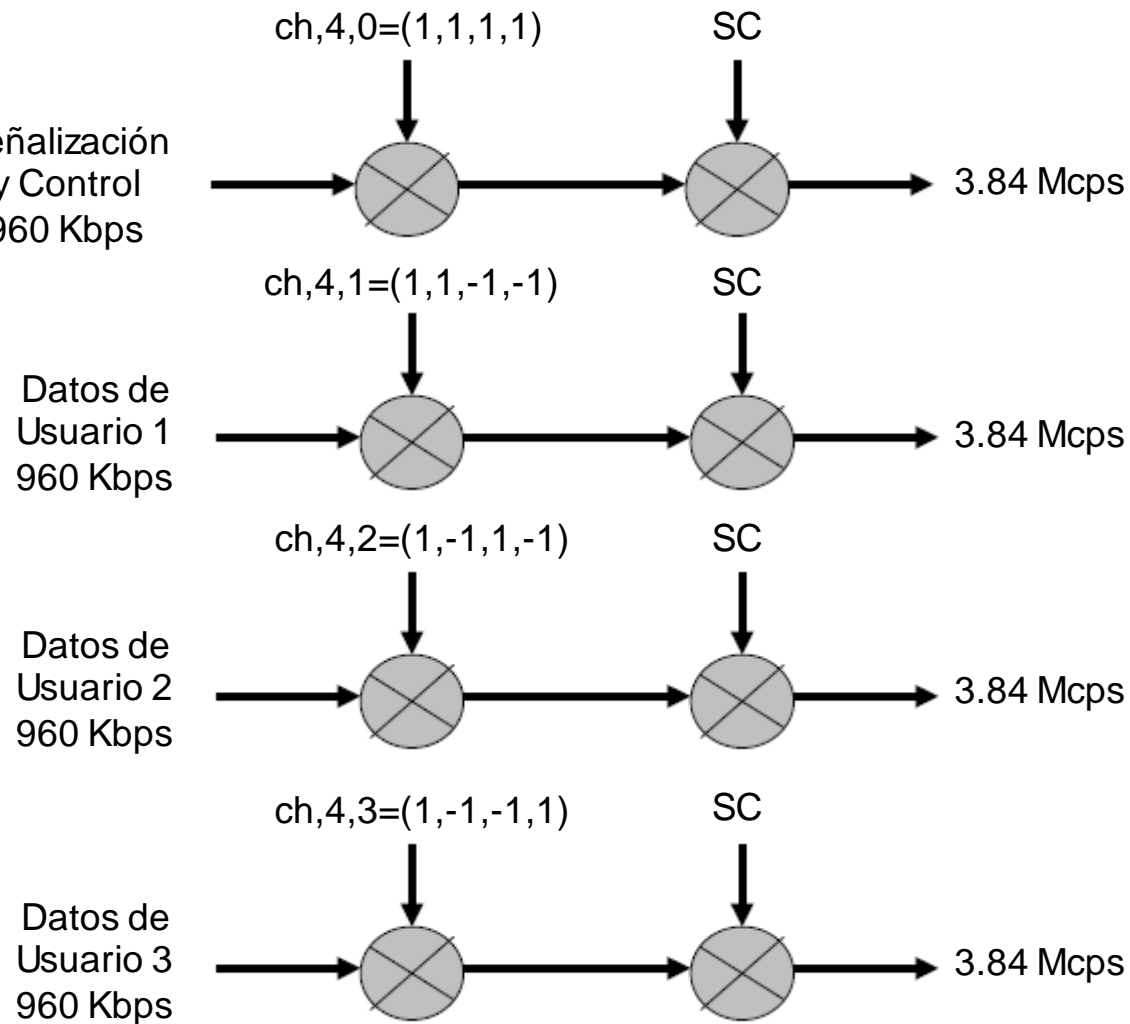 ch,4,0=(1,1,1,1)
SC
eñalización
y Control
960 Kbps
3.84 Mcps
ch,4,1=(1,1,-1,-1)
SC
Datos de
Usuario 1
960 Kbps
3.84 Mcps
ch,4,2=(1,-1,1,-1)
SC
Datos de
Usuario 2
960 Kbps
3.84 Mcps
ch,4,3=(1,-1,-1,1)
SC
Datos de
Usuario 3
960 Kbps
3.84 Mcps